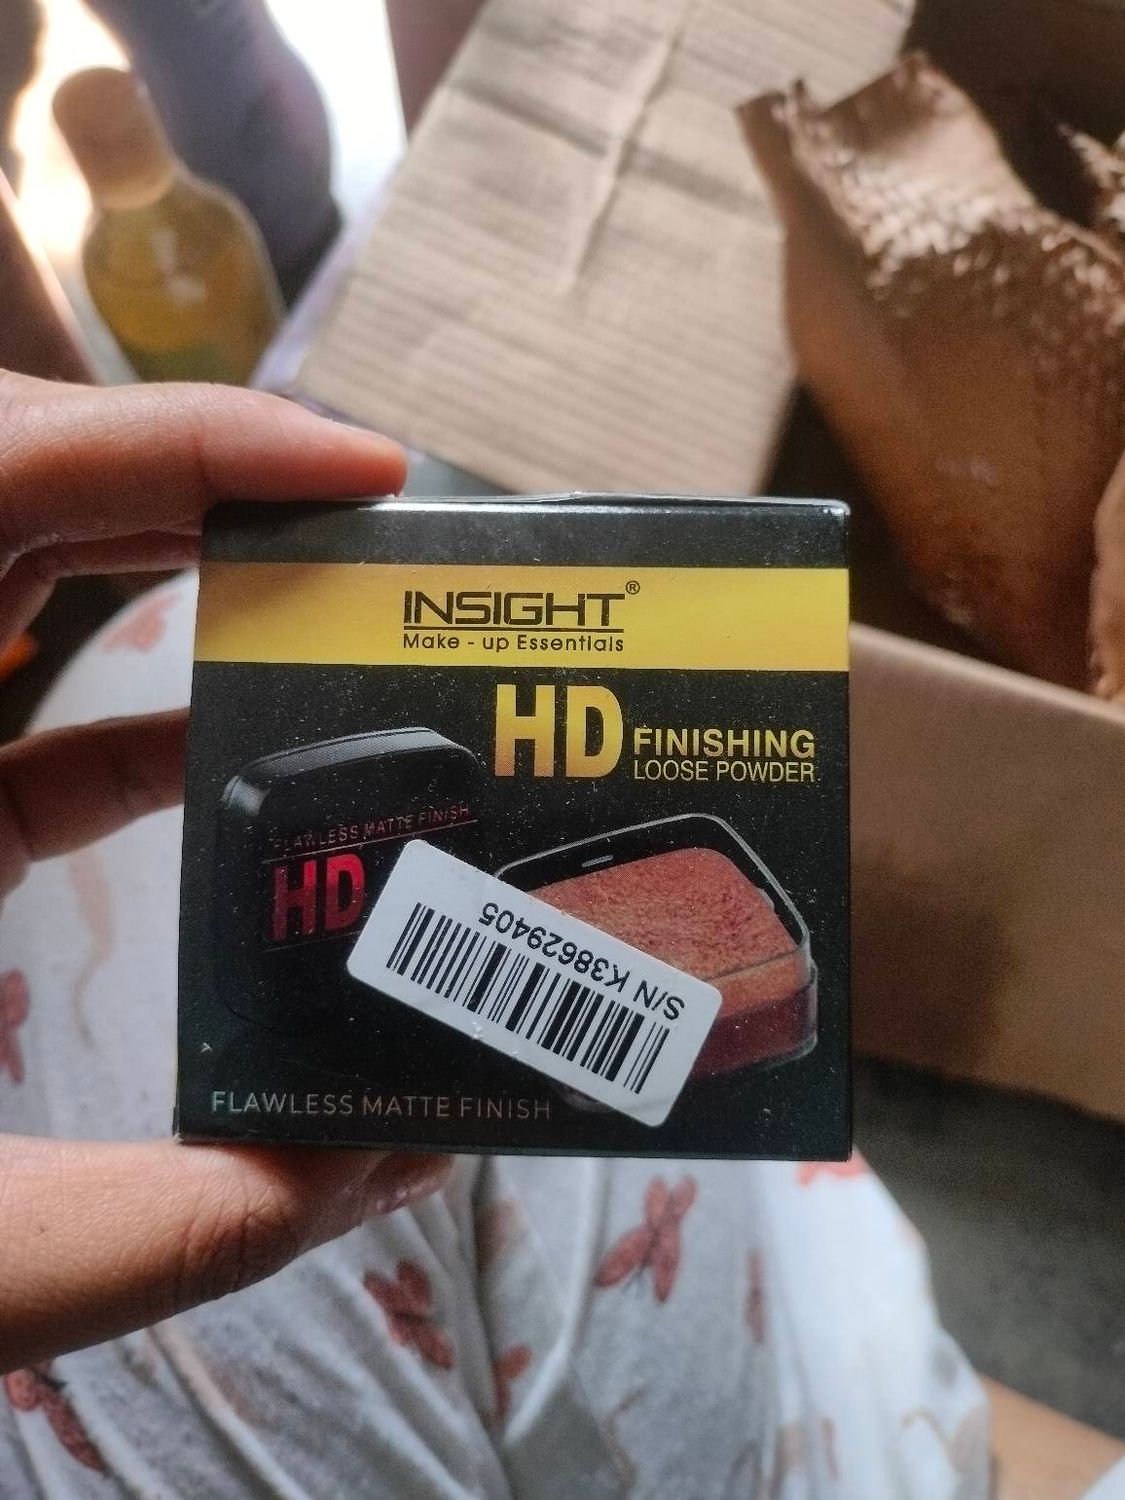 INSIGHT®
Make - up Essentials
HD FINISHING
LOOSE POWDER
FLAWLESS MATTE FINISH
HD
S/N K38629405
FLAWLESS MATTE FINISH